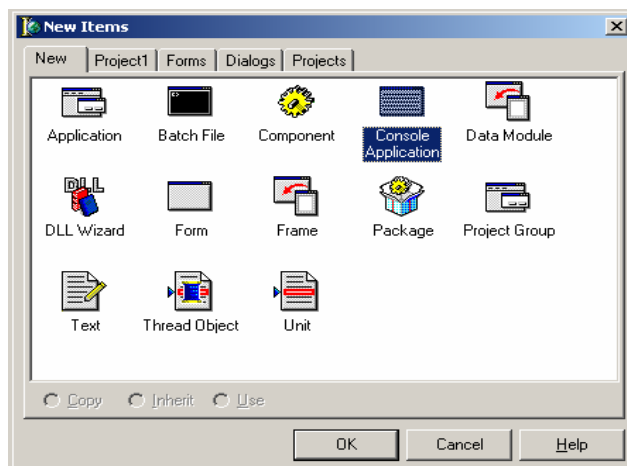 New Items
New Project1 Forms Dialogs Projects
Application Batch File Component Console Application Data Module
DLL Wizard Form Frame Package Project Group
Text Thread Object Unit
Copy Inherit Use
OK Cancel Help